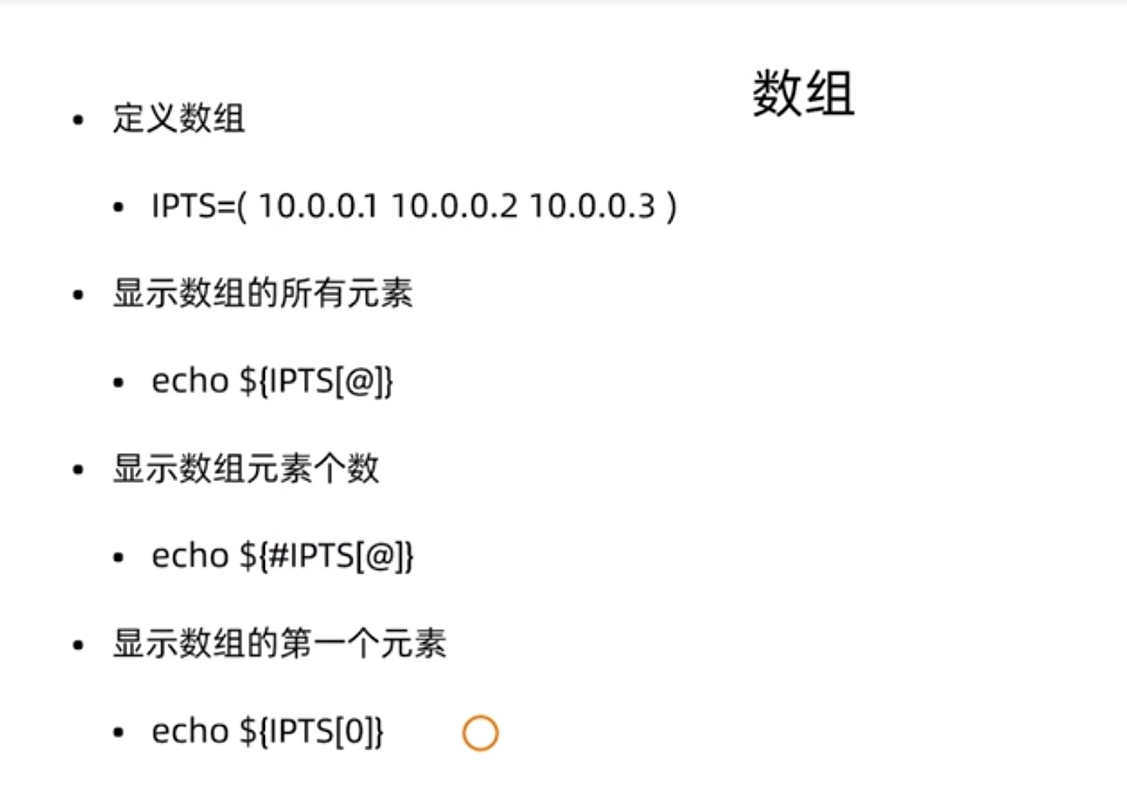 数组
• 定义数组
• IPTS=( 10.0.0.1 10.0.0.2 10.0.0.3 )
• 显示数组的所有元素
• echo ${IPTS[@]}
• 显示数组元素个数
• echo ${#IPTS[@]}
• 显示数组的第一个元素
• echo ${IPTS[0]}